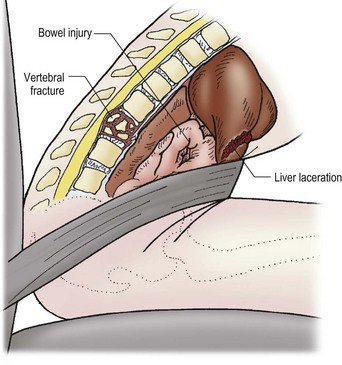 Bowel injury
Vertebral
fracture
Liver laceration